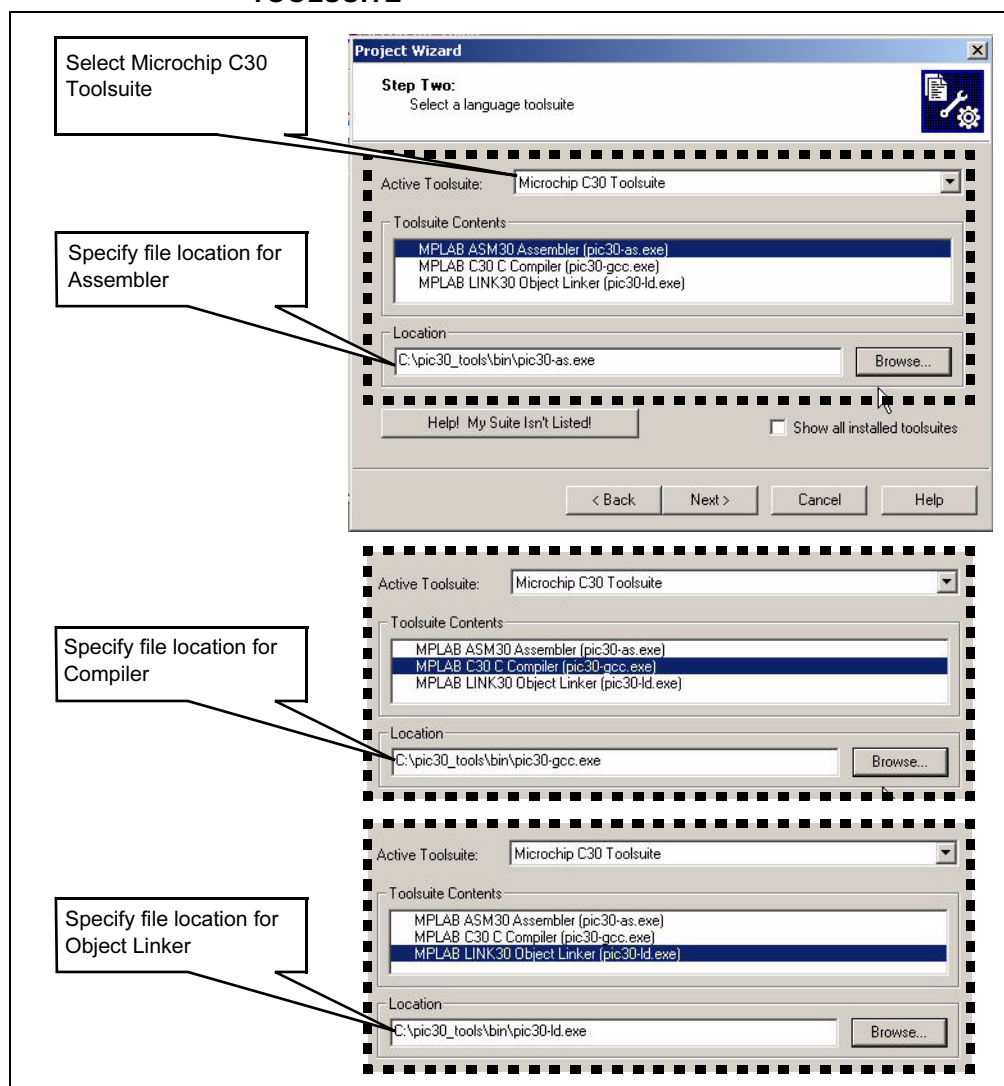 TOOLSUITE
Select Microchip C30
Toolsuite
Project Wizard
Step Two:
Select a language toolsuite
Active Toolsuite: Microchip C30 Toolsuite
Toolsuite Contents
MPLAB ASM30 Assembler (pic30-as.exe)
MPLAB C30 C Compiler (pic30-gcc.exe)
MPLAB LINK30 Object Linker (pic30-ld.exe)
Specify file location for
Assembler
Location
C:\pic30_tools\bin\pic30-as.exe Browse...
Help! My Suite Isn't Listed! Show all installed toolsuites
< Back Next > Cancel Help
Active Toolsuite: Microchip C30 Toolsuite
Toolsuite Contents
MPLAB ASM30 Assembler (pic30-as.exe)
MPLAB C30 C Compiler (pic30-gcc.exe)
MPLAB LINK30 Object Linker (pic30-ld.exe)
Specify file location for
Compiler
Location
C:\pic30_tools\bin\pic30-gcc.exe Browse...
Active Toolsuite: Microchip C30 Toolsuite
Toolsuite Contents
MPLAB ASM30 Assembler (pic30-as.exe)
MPLAB C30 C Compiler (pic30-gcc.exe)
MPLAB LINK30 Object Linker (pic30-ld.exe)
Specify file location for
Object Linker
Location
C:\pic30_tools\bin\pic30-ld.exe Browse...